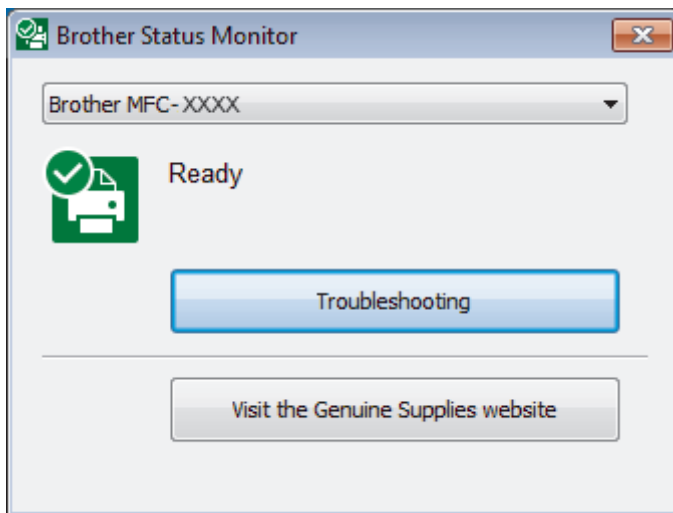 Brother Status Monitor
Brother MFC-XXXX
Ready
Troubleshooting
Visit the Genuine Supplies website